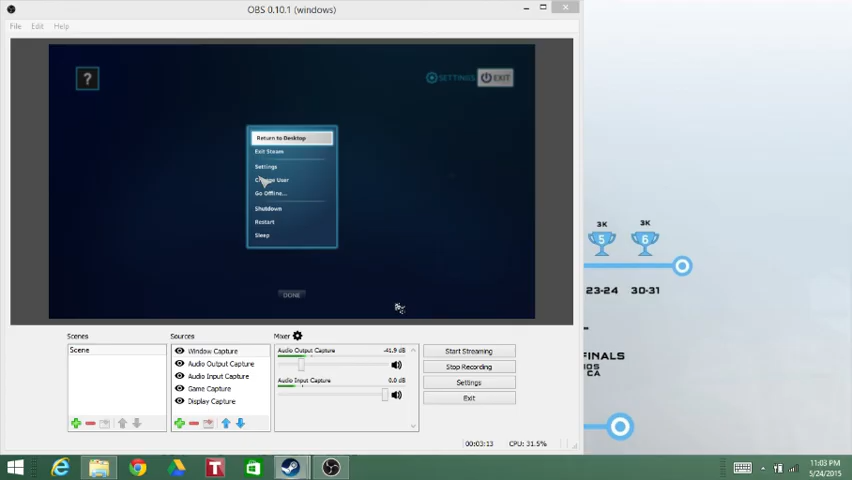 OBS 0.10.1 (windows)
File Edit Help
?
SETTINGS EXIT
Return to Desktop
Exit Steam
Settings
Change User
Go Offline...
Shutdown
Restart
Sleep
DONE
3K 3K
5 6
23-24 30-31
FINALS
CA
Scenes Sources Mixer
Scene
Window Capture
Audio Output Capture
Audio Input Capture
Game Capture
Display Capture
Audio Output Capture -41.9 dB
Audio Input Capture 0.0 dB
Start Streaming
Stop Recording
Settings
Exit
00:03:13 CPU: 31.5%
T
11:03 PM
5/24/2015